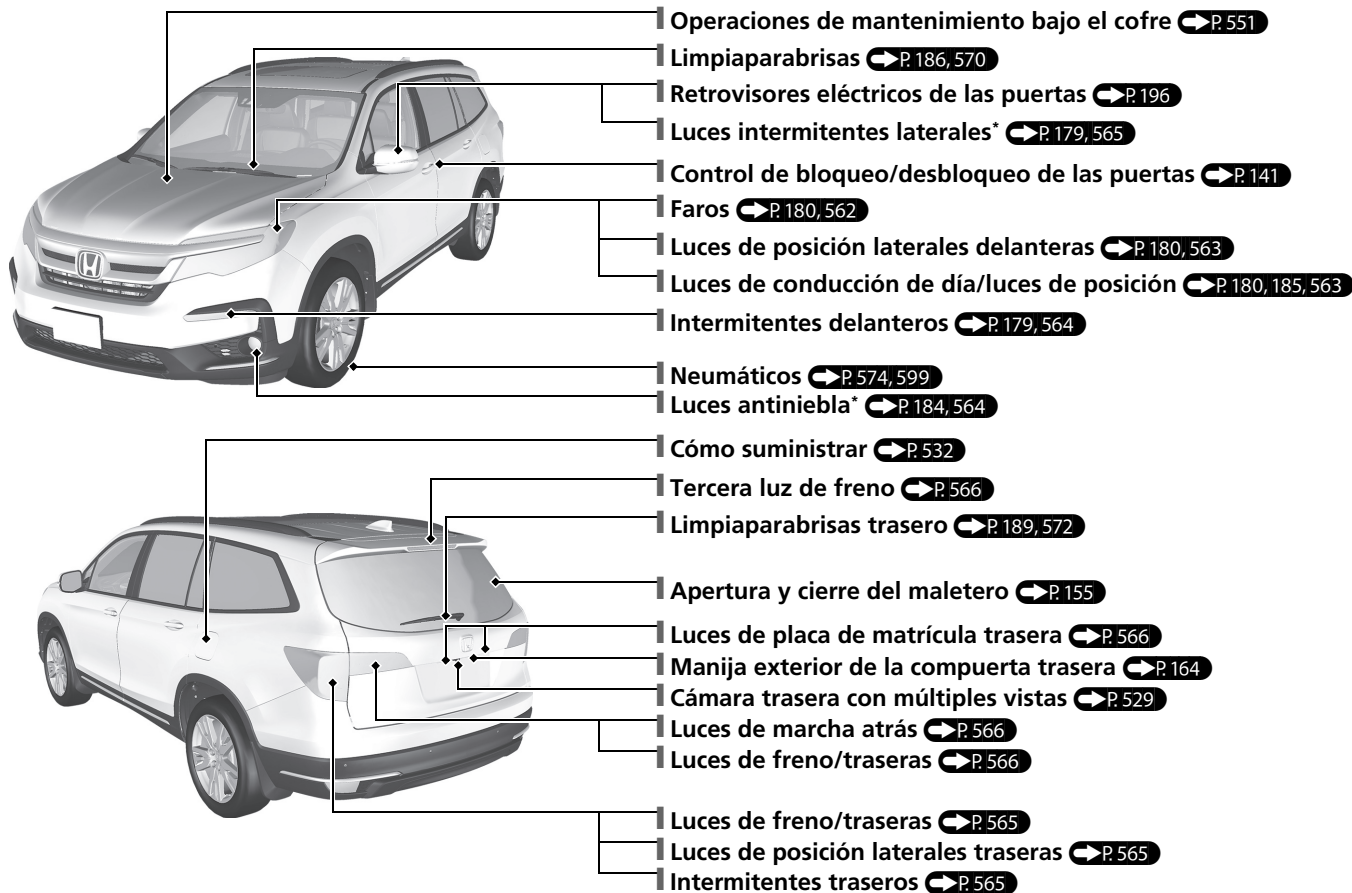 Operaciones de mantenimiento bajo el cofre P. 551
Limpiaparabrisas P. 186, 570
Retrovisores eléctricos de las puertas P. 196
Luces intermitentes laterales* P. 179, 565
Control de bloqueo/desbloqueo de las puertas P. 141
Faros P. 180, 562
Luces de posición laterales delanteras P. 180, 563
Luces de conducción de día/luces de posición P. 180, 185, 563
Intermitentes delanteros P. 179, 564
Neumáticos P. 574, 599
Luces antiniebla* P. 184, 564
Cómo suministrar P. 532
Tercera luz de freno P. 566
Limpiaparabrisas trasero P. 189, 572
Apertura y cierre del maletero P. 155
Luces de placa de matrícula trasera P. 566
Manija exterior de la compuerta trasera P. 164
Cámara trasera con múltiples vistas P. 529
Luces de marcha atrás P. 566
Luces de freno/traseras P. 566
Luces de freno/traseras P. 565
Luces de posición laterales traseras P. 565
Intermitentes traseros P. 565